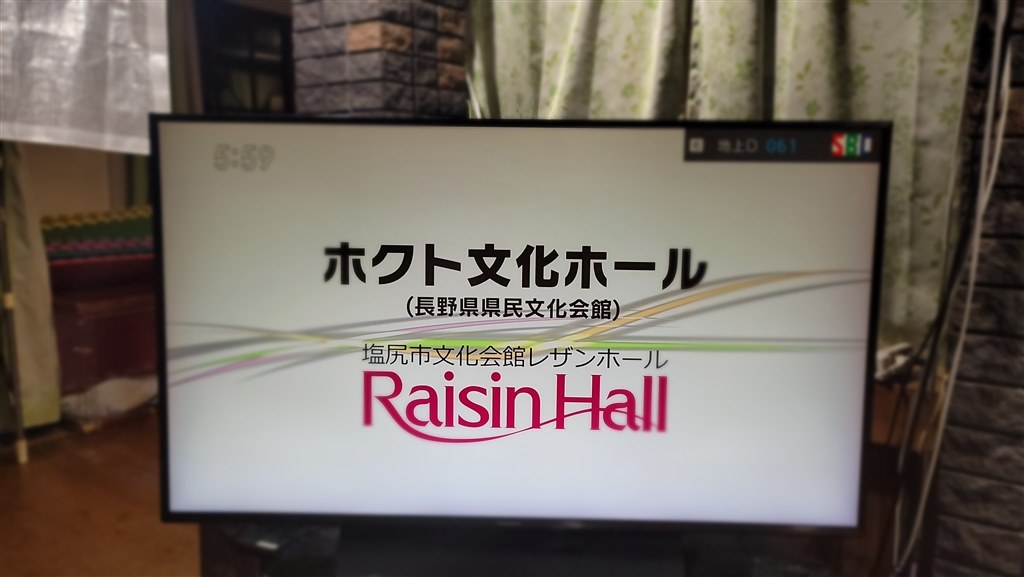 5:59
地上D 061
SBC
ホクト文化ホール
(長野県県民文化会館)
塩尻市文化会館レザンホール
Raisin Hall